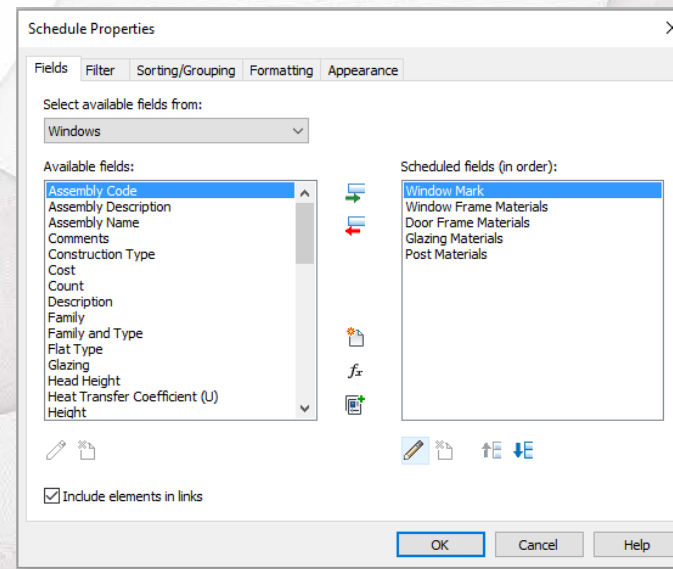 Schedule Properties
Fields Filter Sorting/Grouping Formatting Appearance
Select available fields from:
Windows
Available fields:
Assembly Code
Assembly Description
Assembly Name
Comments
Construction Type
Cost
Count
Description
Family
Family and Type
Flat Type
Glazing
Head Height
Heat Transfer Coefficient (U)
Height
fx
Scheduled fields (in order):
Window Mark
Window Frame Materials
Door Frame Materials
Glazing Materials
Post Materials
Include elements in links
OK Cancel Help